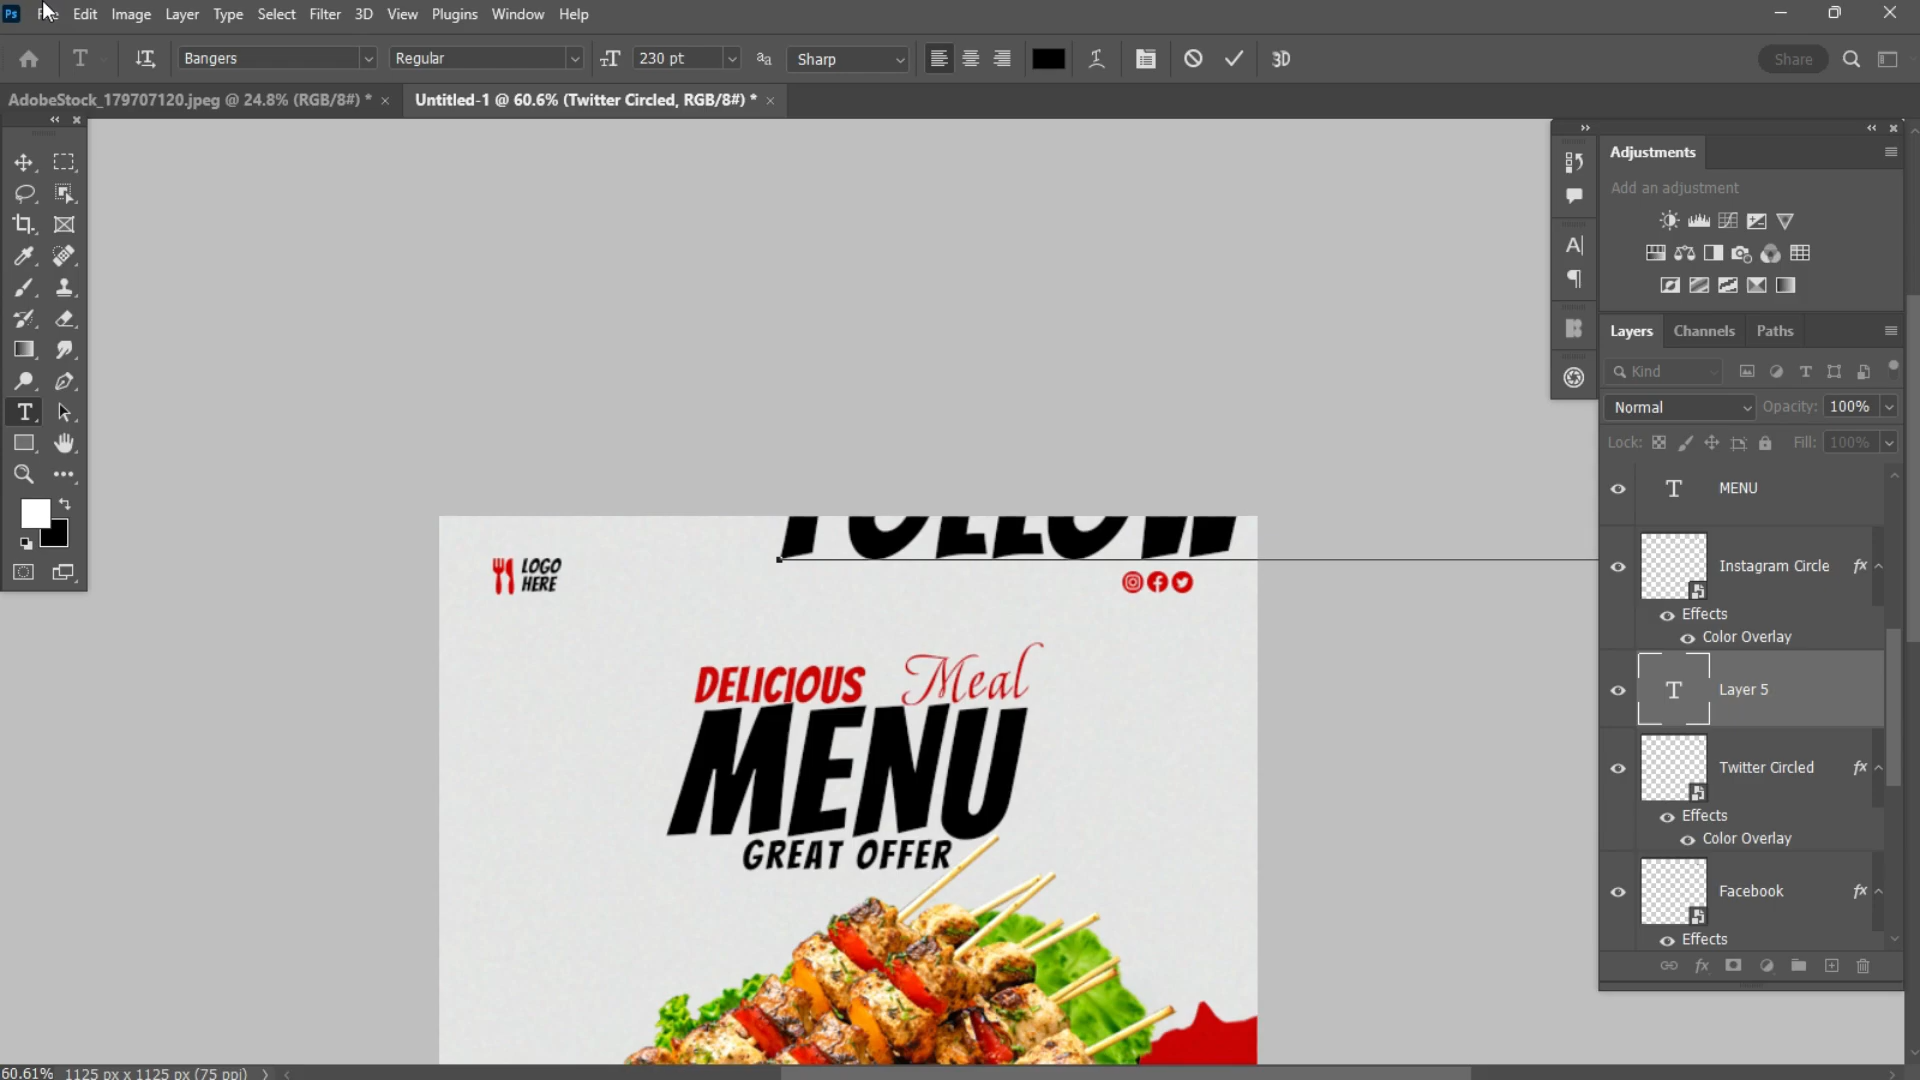 File Edit Image Layer Type Select Filter 3D View Plugins Window Help
T Bangers Regular 230 pt Sharp 3D Share
AdobeStock_179707120.jpeg @ 24.8% (RGB/8#) *
Untitled-1 @ 60.6% (Twitter Circled, RGB/8#) *
Adjustments
Add an adjustment
Layers Channels Paths
Kind
Normal Opacity: 100%
Lock: Fill: 100%
MENU
Instagram Circle fx
Effects
Color Overlay
Layer 5
Twitter Circled fx
Effects
Color Overlay
Facebook fx
Effects
FOLLOW
LOGO
HERE
DELICIOUS Meal
MENU
GREAT OFFER
60.61% 1125 px x 1125 px (75 ppi)